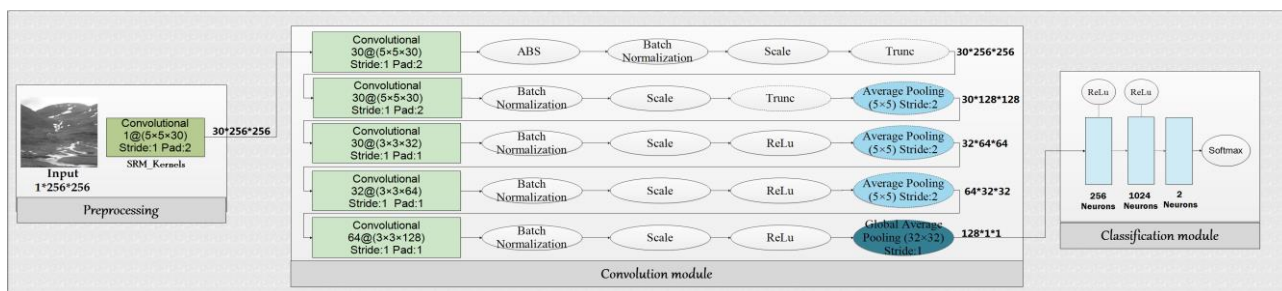 Input
1*256*256
Convolutional
1@(5×5×30)
Stride:1 Pad:2
SRM_Kernels
30*256*256
Preprocessing
Convolutional
30@(5×5×30)
Stride:1 Pad:2
ABS
Batch
Normalization
Scale
Trunc
30*256*256
Convolutional
30@(5×5×30)
Stride:1 Pad:2
Batch
Normalization
Scale
Trunc
Average Pooling
(5×5) Stride:2
30*128*128
Convolutional
30@(3×3×32)
Stride:1 Pad:1
Batch
Normalization
Scale
ReLu
Average Pooling
(5×5) Stride:2
32*64*64
Convolutional
32@(3×3×64)
Stride:1 Pad:1
Batch
Normalization
Scale
ReLu
Average Pooling
(5×5) Stride:2
64*32*32
Convolutional
64@(3×3×128)
Stride:1 Pad:1
Batch
Normalization
Scale
ReLu
Global Average
Pooling (32×32)
Stride:1
128*1*1
Convolution module
ReLu
ReLu
Softmax
256
Neurons
1024
Neurons
2
Neurons
Classification module